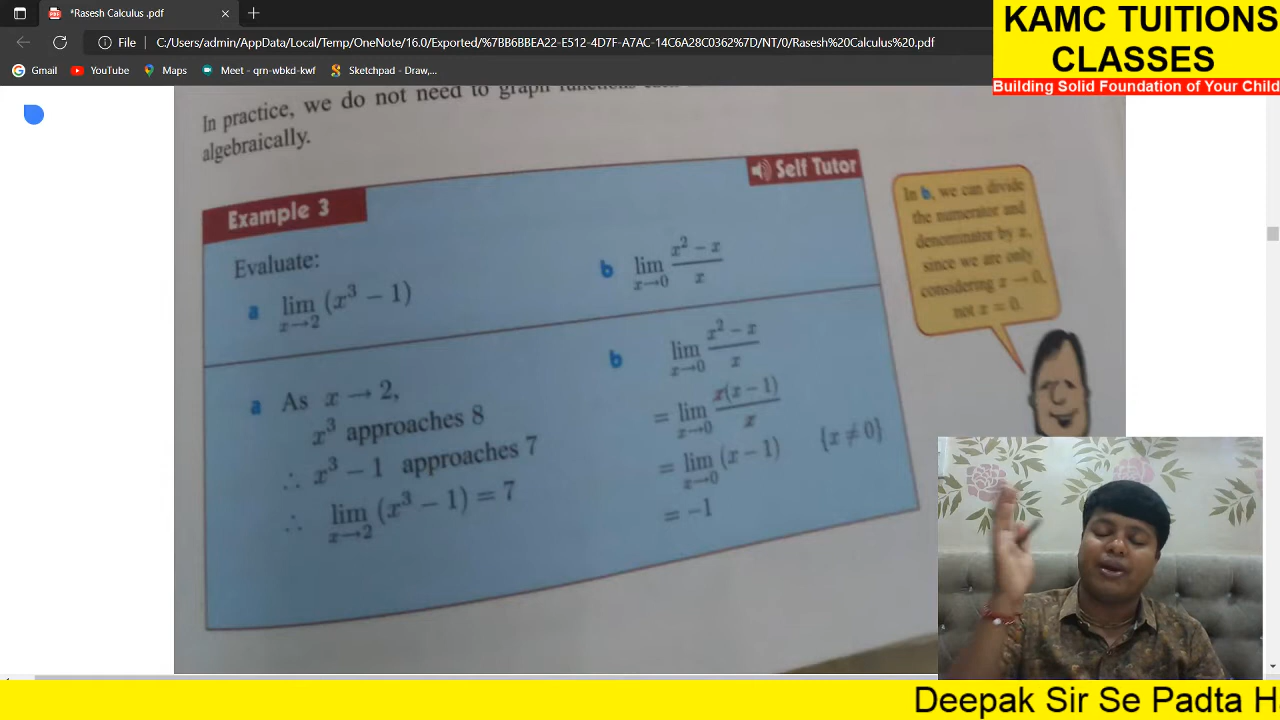 *Rasesh Calculus .pdf
File C:/Users/admin/AppData/Local/Temp/OneNote/16.0/Exported/%7BB6BBEA22-E512-4D7F-A7AC-14C6A28C0362%7D/NT/0/Rasesh%20Calculus%20.pdf
Gmail YouTube Maps Meet - qrn-wbkd-kwf Sketchpad - Draw,...
KAMC TUITIONS
CLASSES
Building Solid Foundation of Your Child
In practice, we do not need to graph functions
algebraically.
Example 3
Self Tutor
Evaluate:
a lim x→2 (x³ − 1)
b lim x→0 (x² − x)/x
a As x → 2,
x³ approaches 8
∴ x³ − 1 approaches 7
∴ lim x→2 (x³ − 1) = 7
b lim x→0 (x² − x)/x
= lim x→0 x(x − 1)/x
= lim x→0 (x − 1) {x ≠ 0}
= −1
In b, we can divide
the numerator and
denominator by x,
since we are only
considering x → 0,
not x = 0.
Deepak Sir Se Padta H